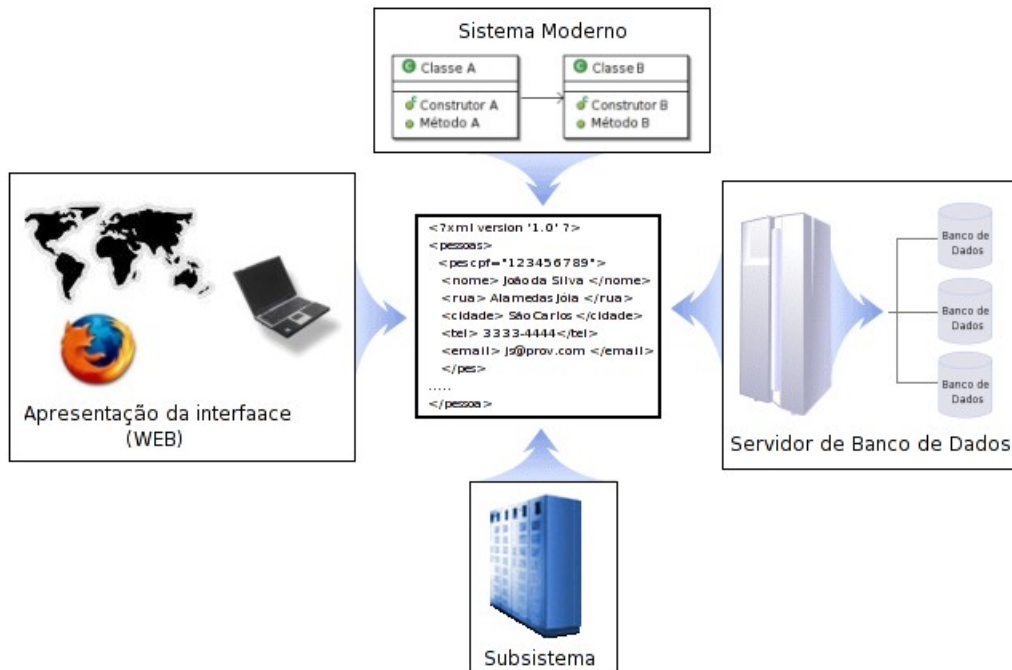 Sistema Moderno
C Classe A
C Classe B
Construtor A
Construtor B
Método A
Método B
Apresentação da interfaace
(WEB)
<?xml version '1.0' ?>
<pessoas>
<pes cpf="123456789">
<nome> João da Silva </nome>
<rua> Alamedas Jóia </rua>
<cidade> São Carlos </cidade>
<tel> 3333-4444</tel>
<email> js@prov.com </email>
</pes>
.....
</pessoa>
Banco de
Dados
Banco de
Dados
Banco de
Dados
Servidor de Banco de Dados
Subsistema